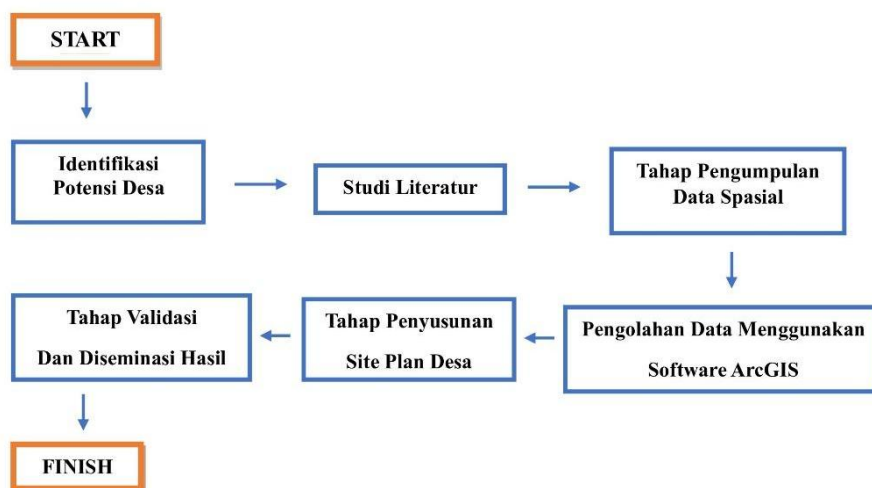 START
Identifikasi
Potensi Desa
Studi Literatur
Tahap Pengumpulan
Data Spasial
Pengolahan Data Menggunakan
Software ArcGIS
Tahap Penyusunan
Site Plan Desa
Tahap Validasi
Dan Diseminasi Hasil
FINISH